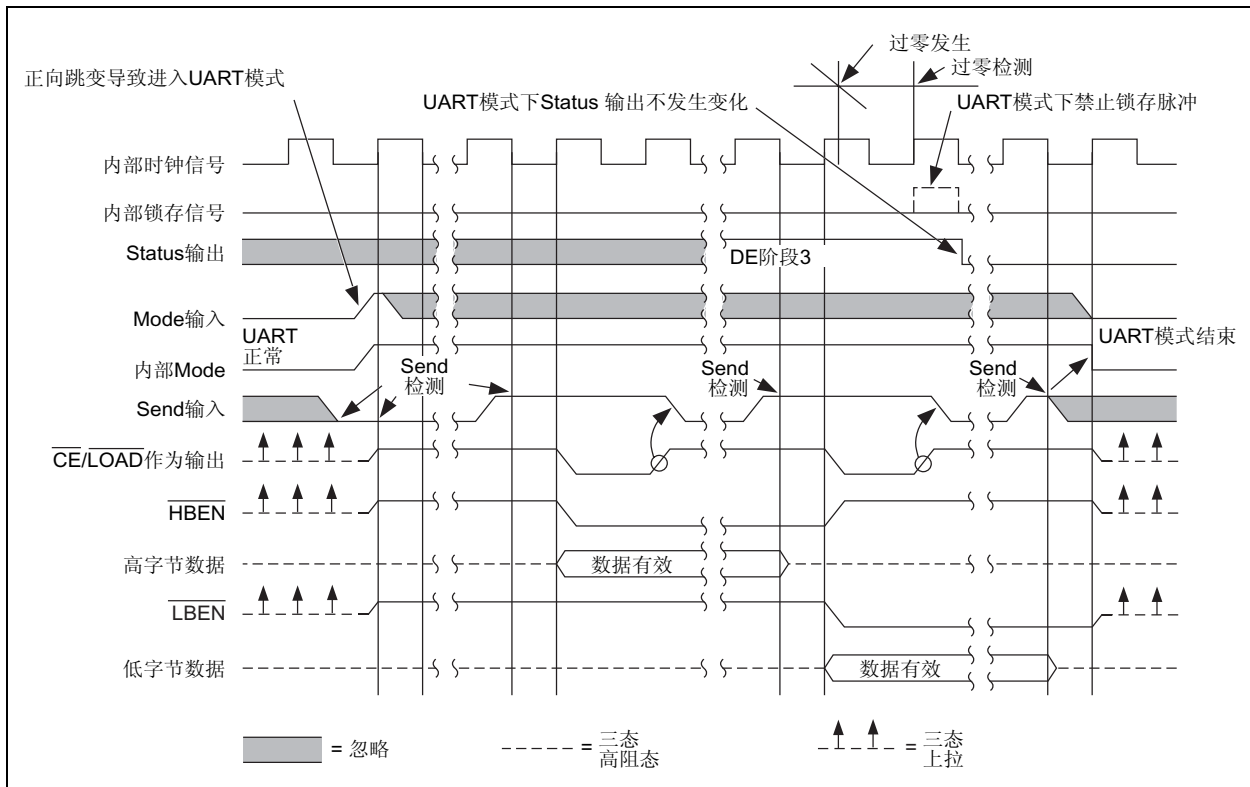 过零发生
过零检测
正向跳变导致进入UART模式
UART模式下Status 输出不发生变化
UART模式下禁止锁存脉冲
内部时钟信号
内部锁存信号
Status输出
DE阶段3
Mode输入
UART
正常
UART模式结束
内部Mode
Send
检测
Send
检测
Send
检测
Send输入
CE/LOAD作为输出
HBEN
高字节数据
数据有效
LBEN
低字节数据
数据有效
= 忽略
= 三态
高阻态
= 三态
上拉